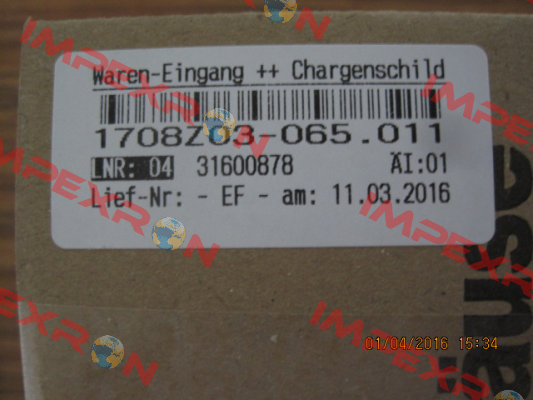 Waren-Eingang ++ Chargenschild
1708Z03-065.011
LNR: 04 31600878 ÄI:01
Lief-Nr: - EF - am: 11.03.2016
01/04/2016 15:34
IMPEXRON
IMPEXRON
IMPEXRON
IMPEXRON
IMPEXRON